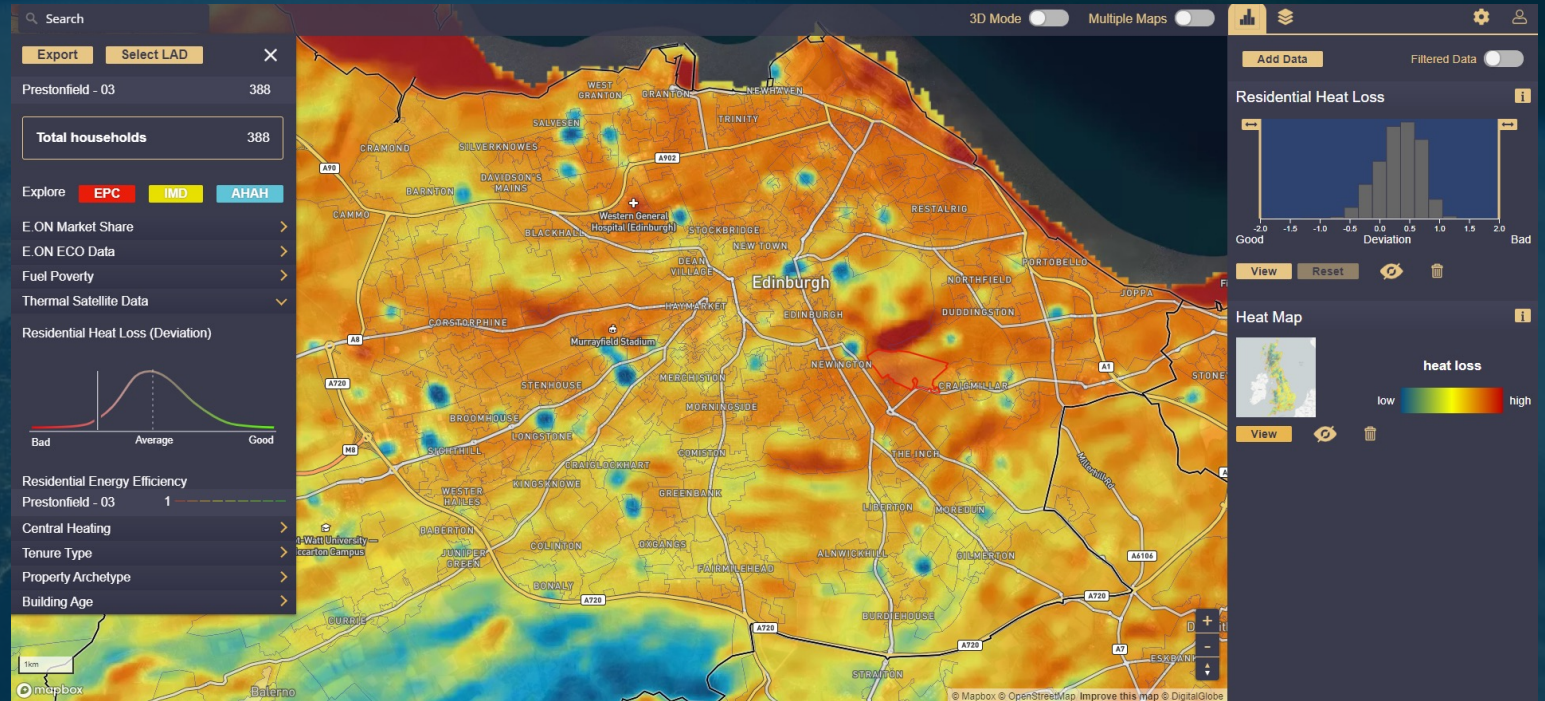 Search
Export
Select LAD
Prestonfield - 03 388
Total households 388
Explore EPC IMD AHAH
E.ON Market Share
E.ON ECO Data
Fuel Poverty
Thermal Satellite Data
Residential Heat Loss (Deviation)
Bad Average Good
Residential Energy Efficiency
Prestonfield - 03 1
Central Heating
Tenure Type
Property Archetype
Building Age
1km
mapbox
3D Mode
Multiple Maps
WEST
GRANTON
GRANTON
NEWHAVEN
TRINITY
SALVESEN
CRAMOND
SILVERKNOWES
A902
A90
DAVIDSON'S
MAINS
BARNTON
CAMMO
Western General
Hospital (Edinburgh)
RESTALRIG
BLACKHALL
STOCKBRIDGE
NEW TOWN
DEAN
VILLAGE
Edinburgh
PORTOBELLO
NORTHFIELD
JOPPA
HAYMARKET
EDINBURGH
DUDDINGSTON
CORSTORPHINE
A8
Murrayfield Stadium
NEWINGTON
A1
A720
STENHOUSE
MERCHISTON
CRAIGMILLAR
STONE
MORNINGSIDE
BROOMHOUSE
LONGSTONE
M8
SIGHTHILL
COMISTON
THE INCH
CRAIGLOCKHART
Millerhill Rd
WESTER
HAILES
KINGSKNOWE
GREENBANK
LIBERTON
MOREDUN
BABERTON
t-Watt University —
iccarton Campus
JUNIPER
GREEN
COLINTON
OXGANGS
ALNWICKHILL
GILMERTON
A6106
FAIRMILEHEAD
BONALY
A720
A720
CURRIE
BURDIEHOUSE
A720
A720
A7
ESKBANK
STRAITON
Balerno
© Mapbox © OpenStreetMap Improve this map © DigitalGlobe
Add Data
Filtered Data
Residential Heat Loss
-2.0 -1.5 -1.0 -0.5 0.0 0.5 1.0 1.5 2.0
Good Deviation Bad
View
Reset
Heat Map
heat loss
low high
View